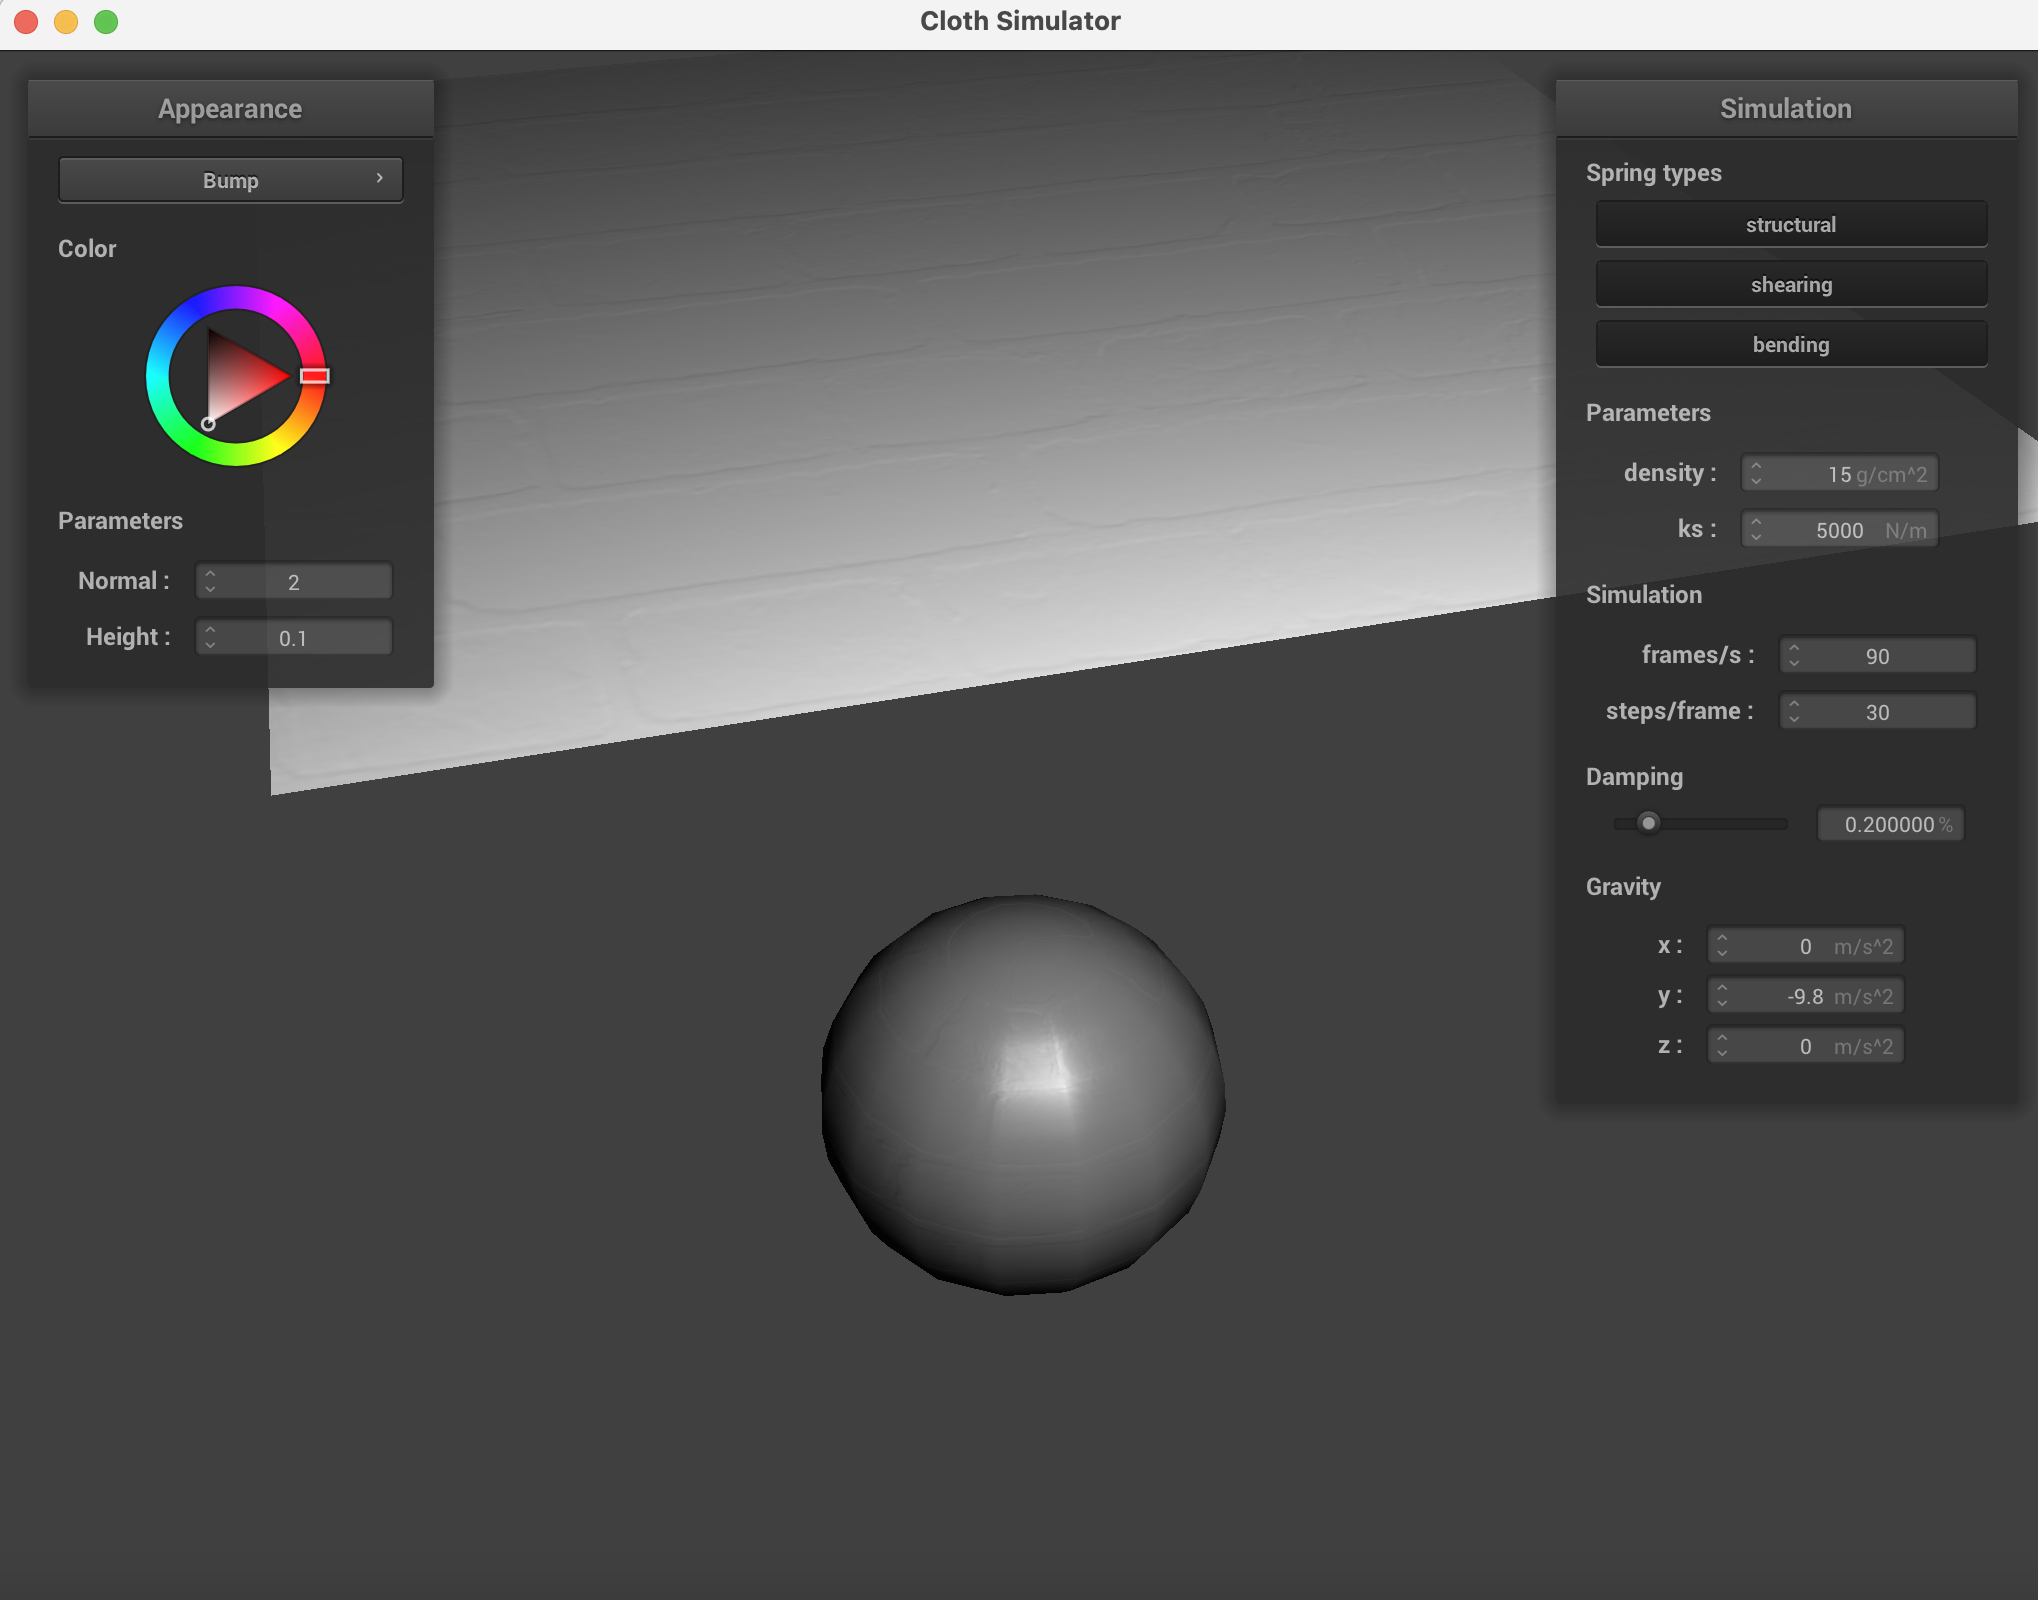 Cloth Simulator
Appearance
Bump
Color
Parameters
Normal : 2
Height : 0.1
Simulation
Spring types
structural
shearing
bending
Parameters
density : 15 g/cm^2
ks : 5000 N/m
Simulation
frames/s : 90
steps/frame : 30
Damping
0.200000 %
Gravity
x : 0 m/s^2
y : -9.8 m/s^2
z : 0 m/s^2